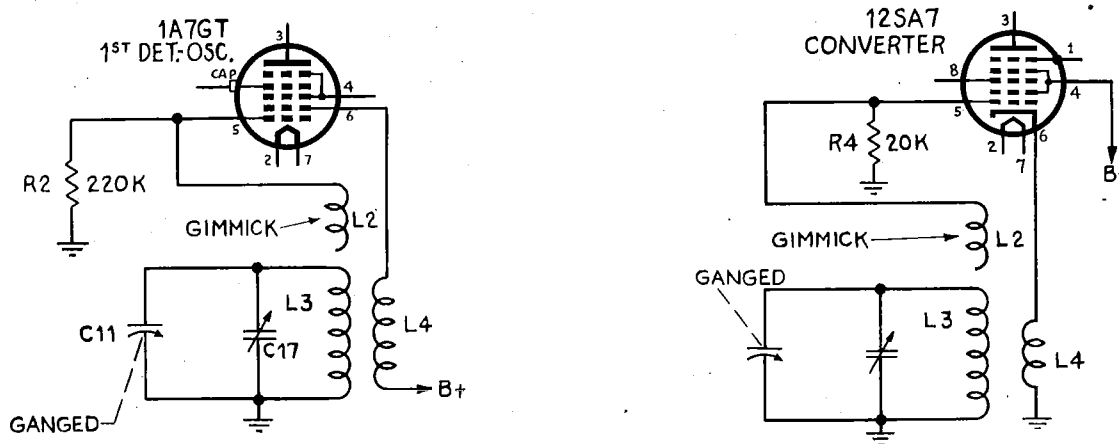 1A7GT
1ST DET.-OSC.
3
CAP
4
6
5
2 7
R2 220K
GIMMICK
L2
L3
L4
C11
C17
B+
GANGED
12SA7
CONVERTER
3
1
8
4
5
6
2
7
R4 20K
B
GIMMICK
L2
GANGED
L3
L4